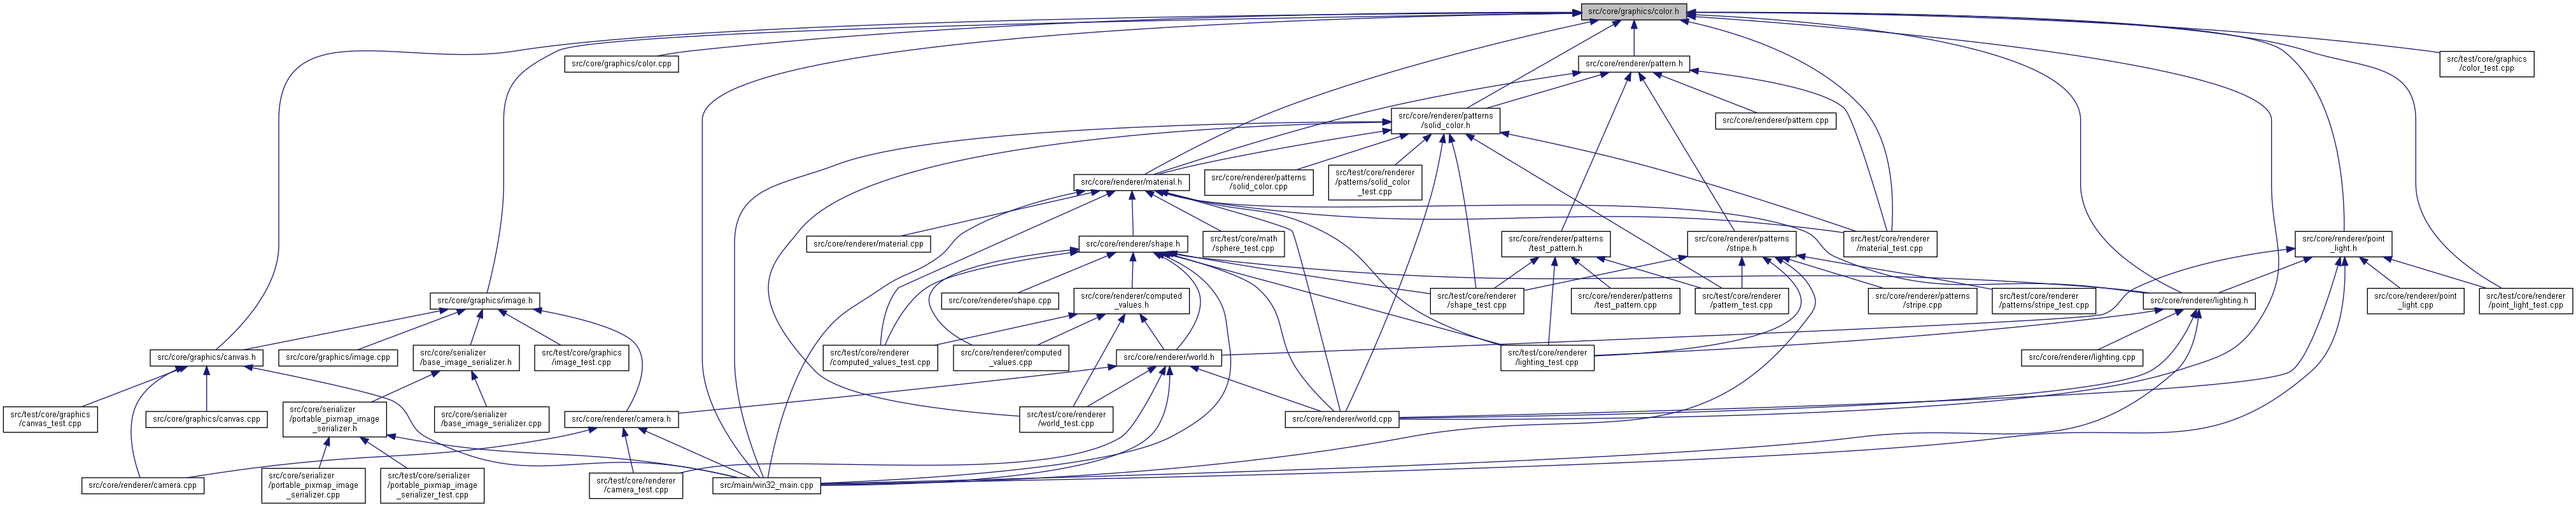 src/core/graphics/color.h
src/core/graphics/color.cpp
src/core/renderer/pattern.h
src/test/core/graphics
/color_test.cpp
src/core/renderer/patterns
/solid_color.h
src/core/renderer/pattern.cpp
src/core/renderer/material.h
src/core/renderer/patterns
/solid_color.cpp
src/test/core/renderer
/patterns/solid_color
_test.cpp
src/core/renderer/material.cpp
src/core/renderer/shape.h
src/test/core/math
/sphere_test.cpp
src/core/renderer/patterns
/test_pattern.h
src/core/renderer/patterns
/stripe.h
src/test/core/renderer
/material_test.cpp
src/core/renderer/point
_light.h
src/core/graphics/image.h
src/core/renderer/shape.cpp
src/core/renderer/computed
_values.h
src/test/core/renderer
/shape_test.cpp
src/core/renderer/patterns
/test_pattern.cpp
src/test/core/renderer
/pattern_test.cpp
src/core/renderer/patterns
/stripe.cpp
src/test/core/renderer
/patterns/stripe_test.cpp
src/core/renderer/lighting.h
src/core/renderer/point
_light.cpp
src/test/core/renderer
/point_light_test.cpp
src/core/graphics/canvas.h
src/core/graphics/image.cpp
src/core/serializer
/base_image_serializer.h
src/test/core/graphics
/image_test.cpp
src/test/core/renderer
/computed_values_test.cpp
src/core/renderer/computed
_values.cpp
src/core/renderer/world.h
src/test/core/renderer
/lighting_test.cpp
src/core/renderer/lighting.cpp
src/test/core/graphics
/canvas_test.cpp
src/core/graphics/canvas.cpp
src/core/serializer
/portable_pixmap_image
_serializer.h
src/core/serializer
/base_image_serializer.cpp
src/core/renderer/camera.h
src/test/core/renderer
/world_test.cpp
src/core/renderer/world.cpp
src/core/renderer/camera.cpp
src/core/serializer
/portable_pixmap_image
_serializer.cpp
src/test/core/serializer
/portable_pixmap_image
_serializer_test.cpp
src/test/core/renderer
/camera_test.cpp
src/main/win32_main.cpp